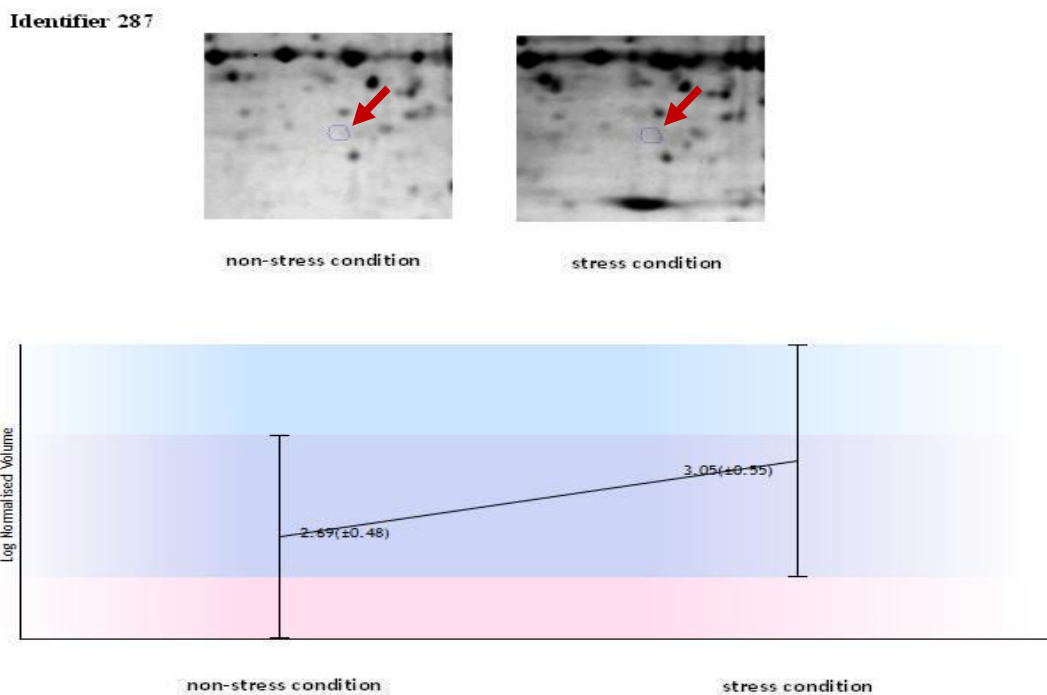 Identifier 287
non-stress condition
stress condition
Log Normalised Volume
3.05(±0.55)
2.69(±0.48)
non-stress condition
stress condition